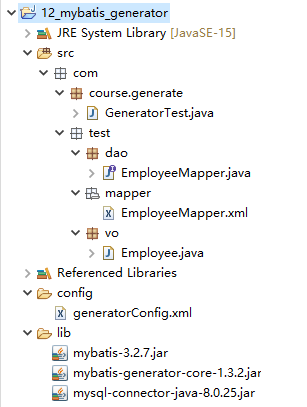 12_mybatis_generator
JRE System Library [JavaSE-15]
src
com
course.generate
GeneratorTest.java
test
dao
EmployeeMapper.java
mapper
EmployeeMapper.xml
vo
Employee.java
Referenced Libraries
config
generatorConfig.xml
lib
mybatis-3.2.7.jar
mybatis-generator-core-1.3.2.jar
mysql-connector-java-8.0.25.jar